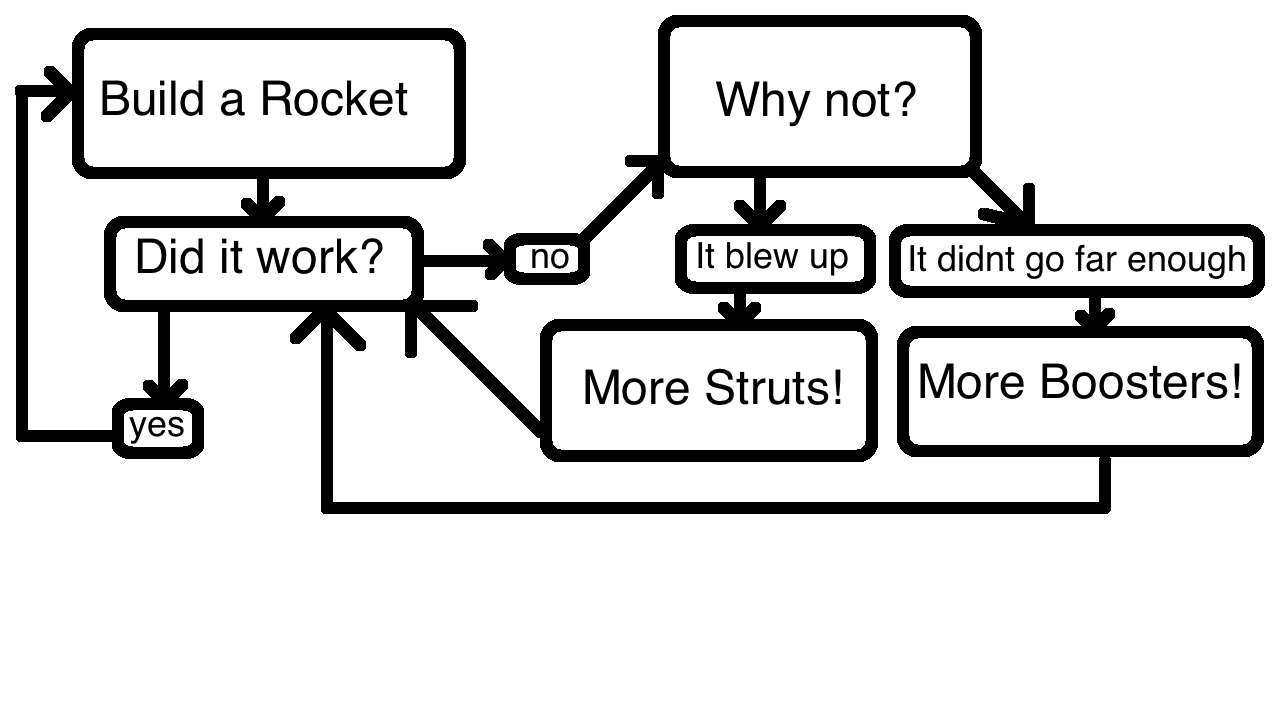 Build a Rocket
Why not?
Did it work?
no
It blew up
It didnt go far enough
More Struts!
More Boosters!
yes